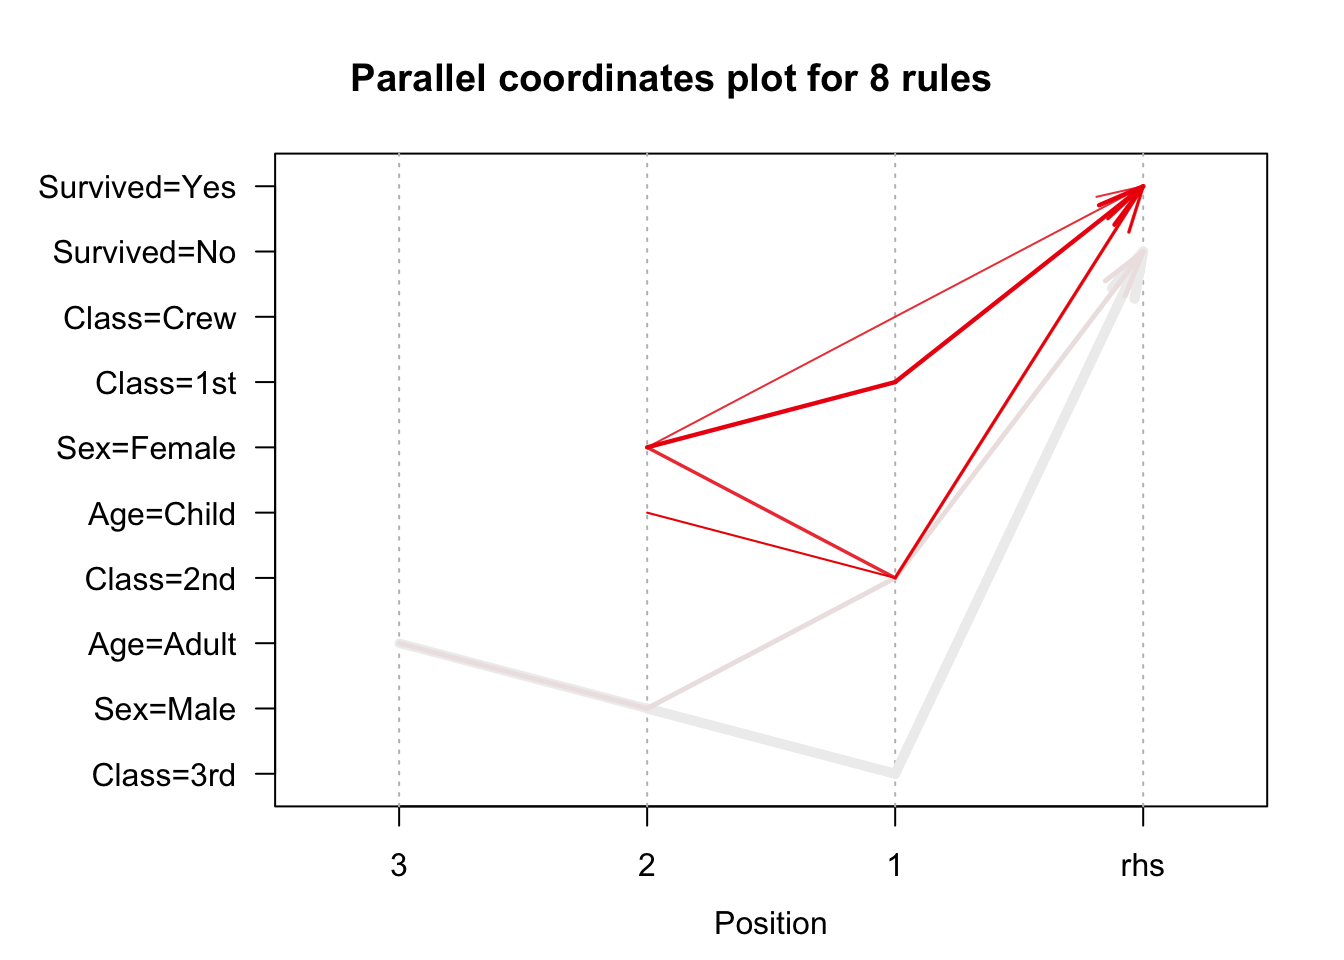 Parallel coordinates plot for 8 rules
Survived=Yes
Survived=No
Class=Crew
Class=1st
Sex=Female
Age=Child
Class=2nd
Age=Adult
Sex=Male
Class=3rd
3 2 1 rhs
Position